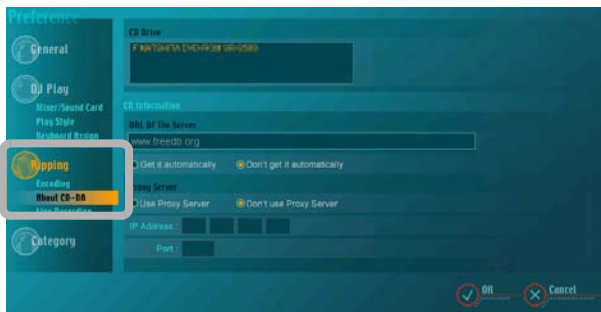 Preference
General
DJ Play
Mixer/Sound Card
Play Style
Keyboard Assign
Ripping
Encoding
About CD-DA
Line Recording
Category
CD Drive
CD Information
URL Of The Server
www.freedb.org
Get it automatically
Don't get it automatically
Proxy Server
Use Proxy Server
Don't use Proxy Server
IP Address :
Port :
OK
Cancel